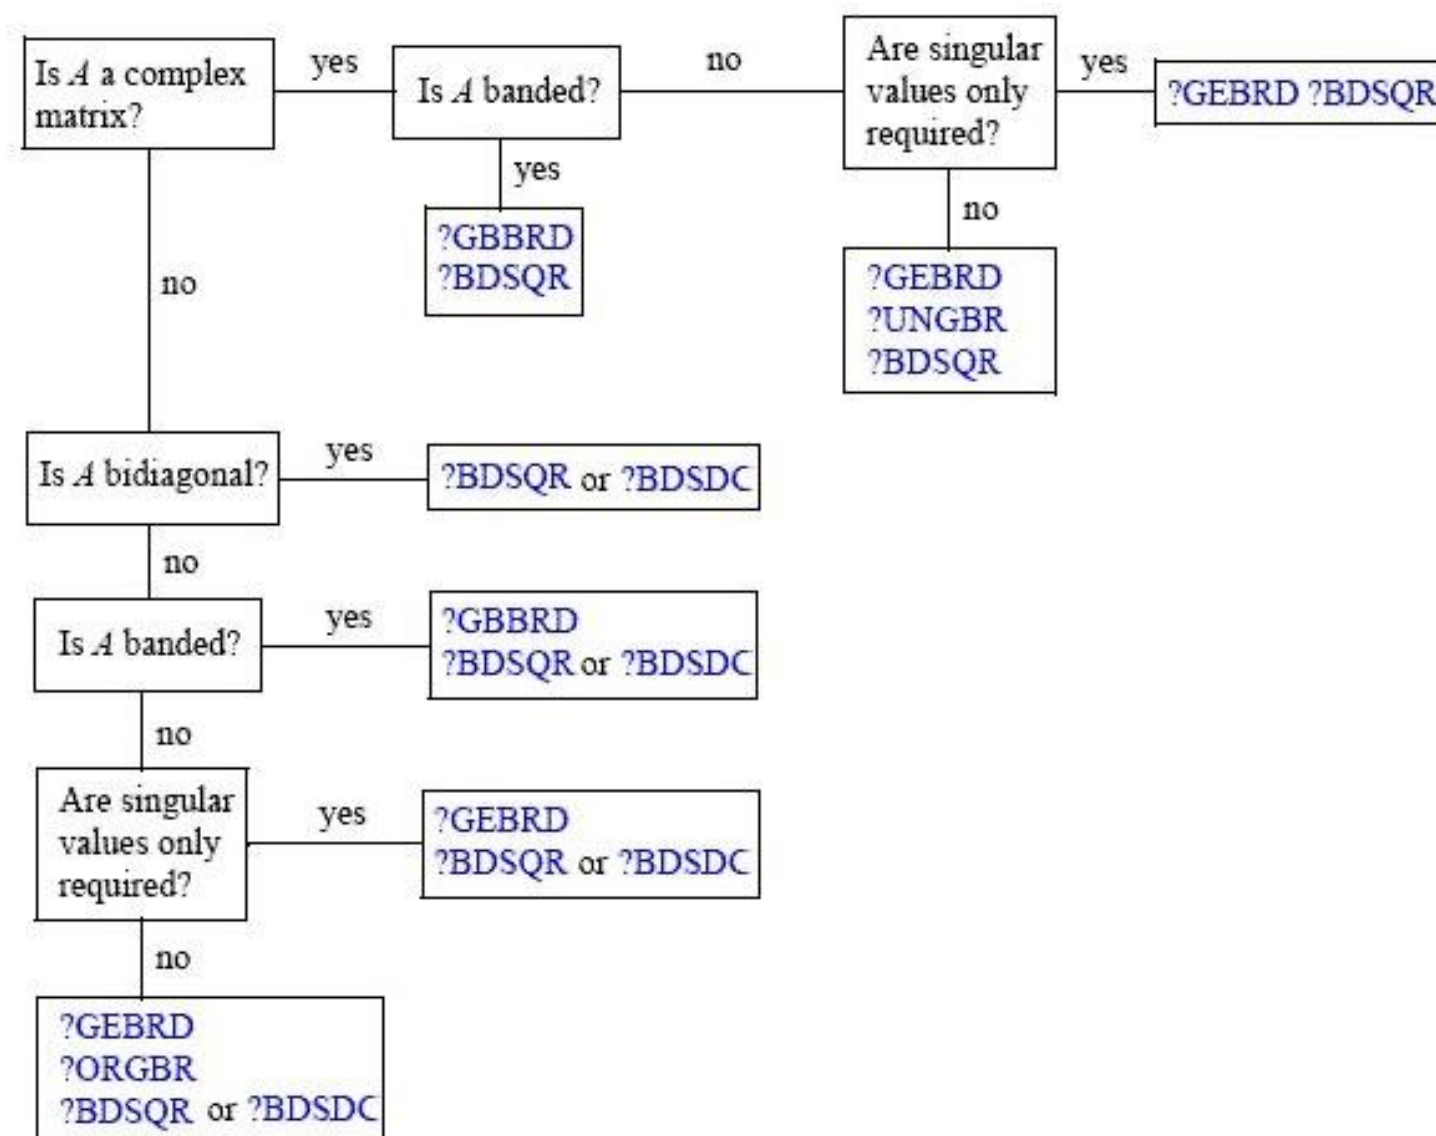 Is A a complex
matrix?
yes
Is A banded?
no
Are singular
values only
required?
yes
?GEBRD ?BDSQR
yes
?GBBRD
?BDSQR
no
?GEBRD
?UNGBR
?BDSQR
no
Is A bidiagonal?
yes
?BDSQR or ?BDSDC
no
Is A banded?
yes
?GBBRD
?BDSQR or ?BDSDC
no
Are singular
values only
required?
yes
?GEBRD
?BDSQR or ?BDSDC
no
?GEBRD
?ORGBR
?BDSQR or ?BDSDC